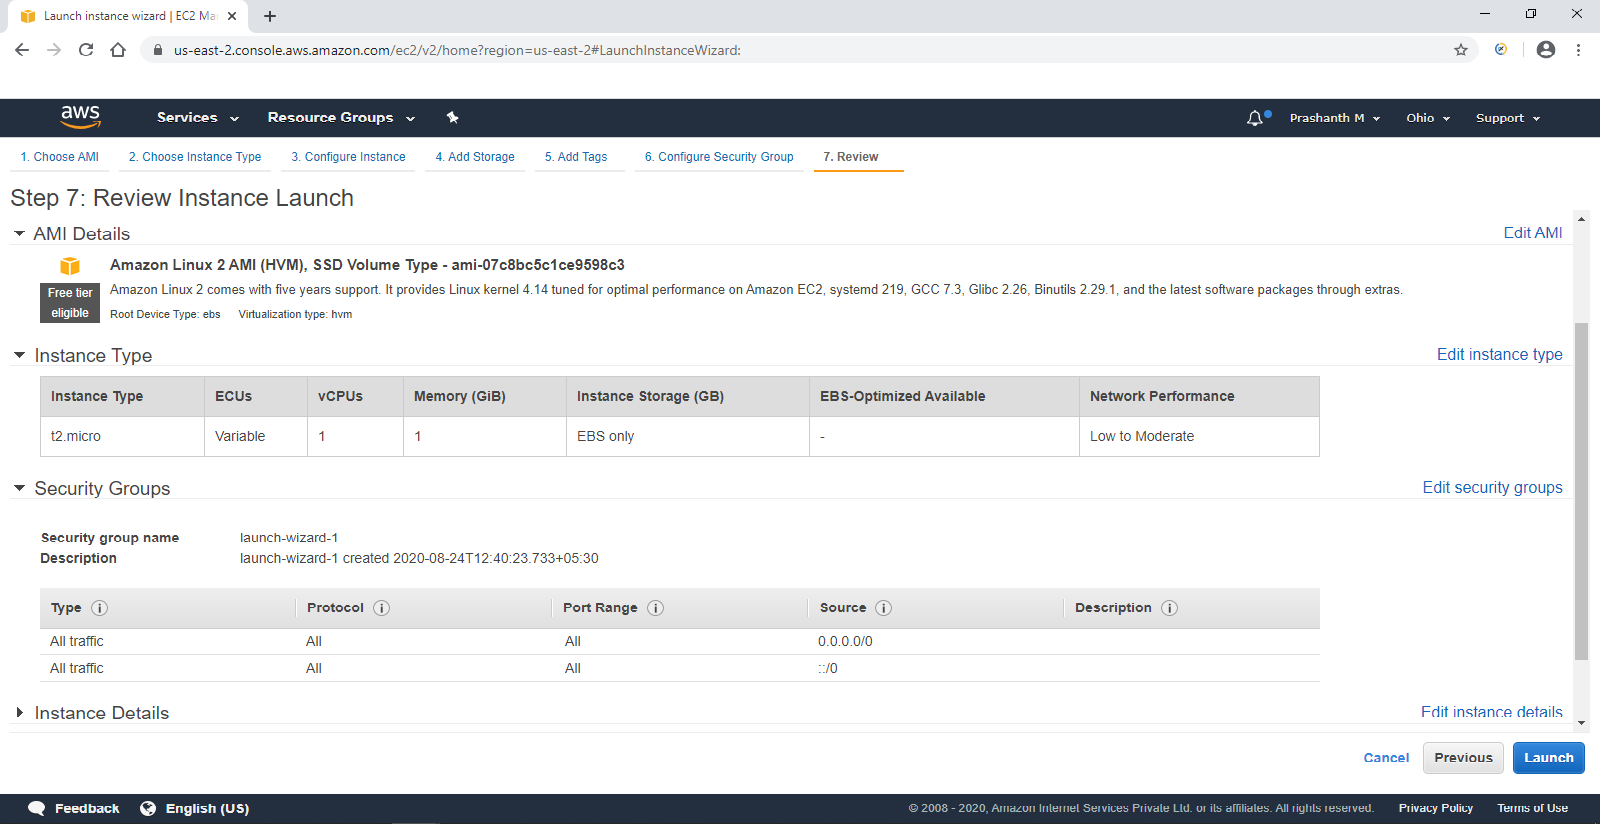 Launch instance wizard | EC2 Ma
us-east-2.console.aws.amazon.com/ec2/v2/home?region=us-east-2#LaunchInstanceWizard:
aws Services Resource Groups Prashanth M Ohio Support
1. Choose AMI 2. Choose Instance Type 3. Configure Instance 4. Add Storage 5. Add Tags 6. Configure Security Group 7. Review
Step 7: Review Instance Launch
AMI Details Edit AMI
Amazon Linux 2 AMI (HVM), SSD Volume Type - ami-07c8bc5c1ce9598c3
Free tier eligible
Amazon Linux 2 comes with five years support. It provides Linux kernel 4.14 tuned for optimal performance on Amazon EC2, systemd 219, GCC 7.3, Glibc 2.26, Binutils 2.29.1, and the latest software packages through extras.
Root Device Type: ebs Virtualization type: hvm
Instance Type Edit instance type
Instance Type ECUs vCPUs Memory (GiB) Instance Storage (GB) EBS-Optimized Available Network Performance
t2.micro Variable 1 1 EBS only - Low to Moderate
Security Groups Edit security groups
Security group name launch-wizard-1
Description launch-wizard-1 created 2020-08-24T12:40:23.733+05:30
Type i Protocol i Port Range i Source i Description i
All traffic All All 0.0.0.0/0
All traffic All All ::/0
Instance Details Edit instance details
Cancel Previous Launch
Feedback English (US) © 2008 - 2020, Amazon Internet Services Private Ltd. or its affiliates. All rights reserved. Privacy Policy Terms of Use